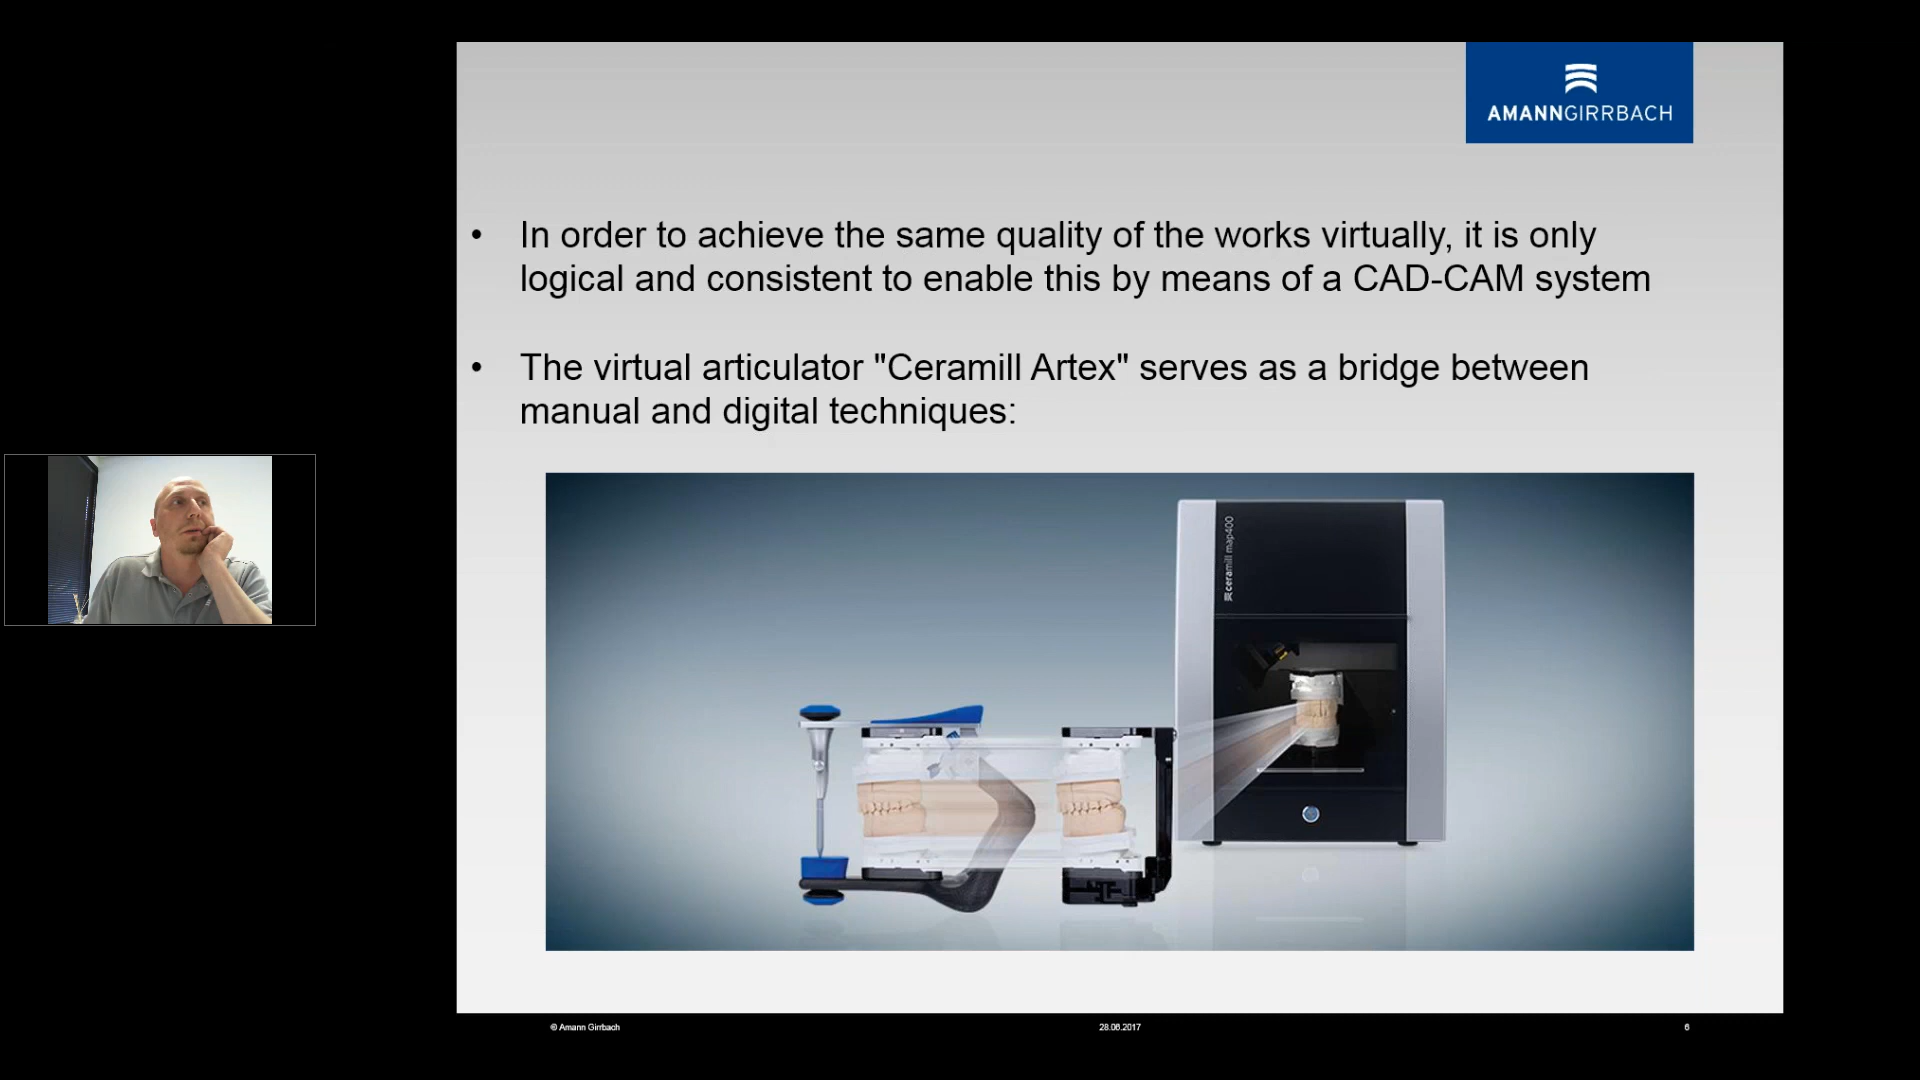 AMANNGIRRBACH
• In order to achieve the same quality of the works virtually, it is only
logical and consistent to enable this by means of a CAD-CAM system
• The virtual articulator "Ceramill Artex" serves as a bridge between
manual and digital techniques:
ceramill map400
© Amann Girrbach
28.06.2017
6